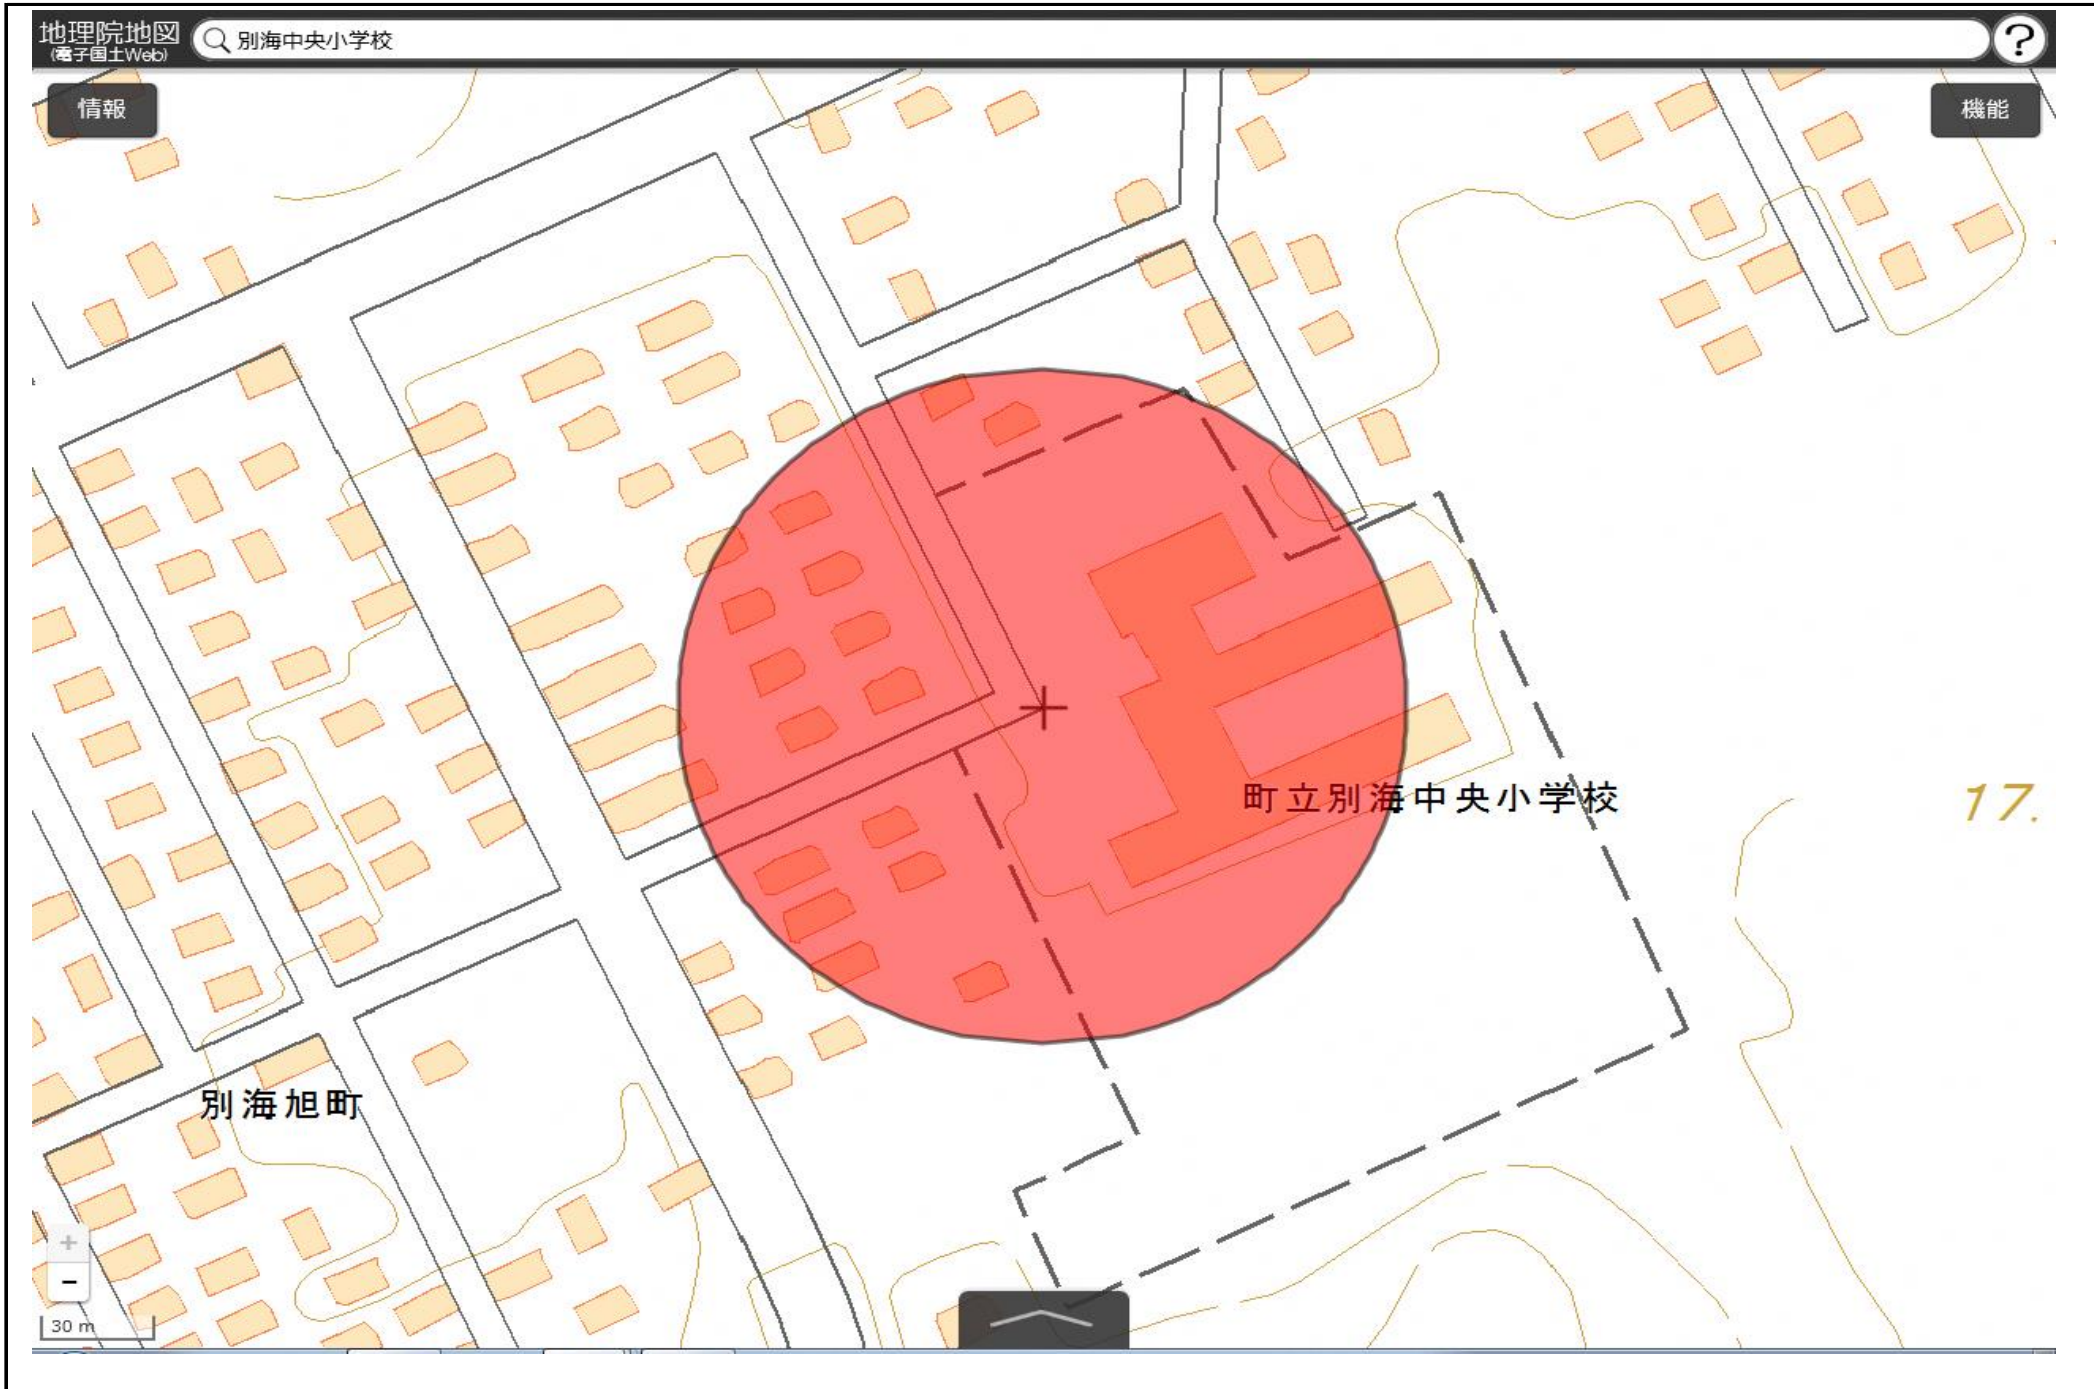 地理院地図
(電子国土Web)
別海中央小学校
?
情報
機能
町立別海中央小学校
17.
別海旭町
+
−
30 m